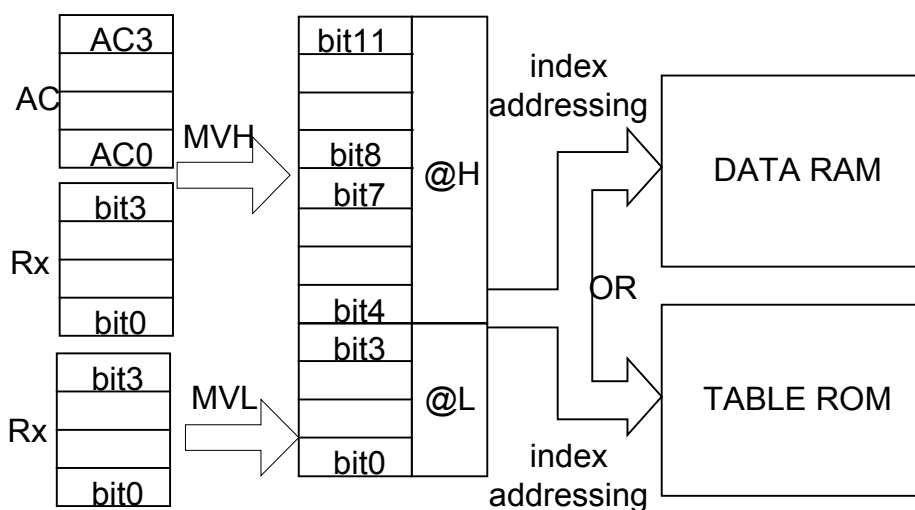 AC3
AC
AC0
MVH
bit3
Rx
bit0
bit3
Rx
bit0
MVL
bit11
bit8
bit7
bit4
@H
bit3
bit0
@L
index
addressing
DATA RAM
OR
TABLE ROM
index
addressing